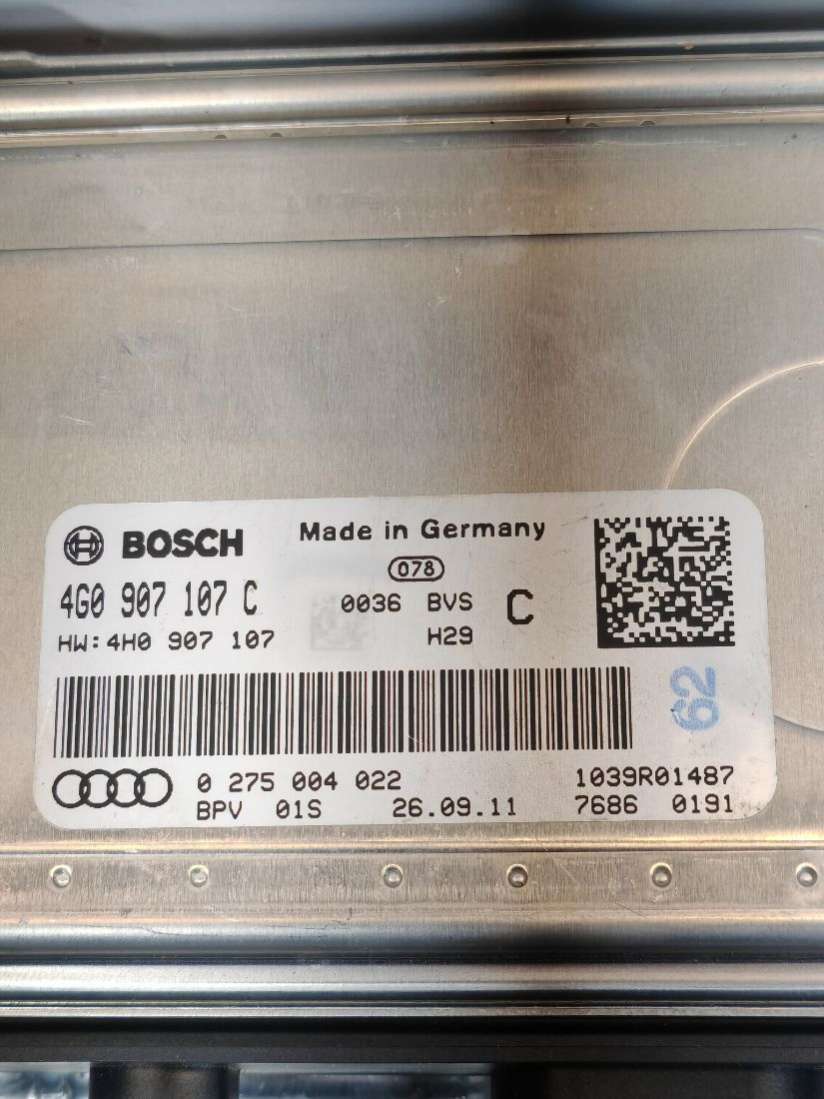 BOSCH Made in Germany
078
4G0 907 107 C 0036 BVS C
HW:4H0 907 107 H29
62
0 275 004 022 1039R01487
BPV 01S 26.09.11 7686 0191